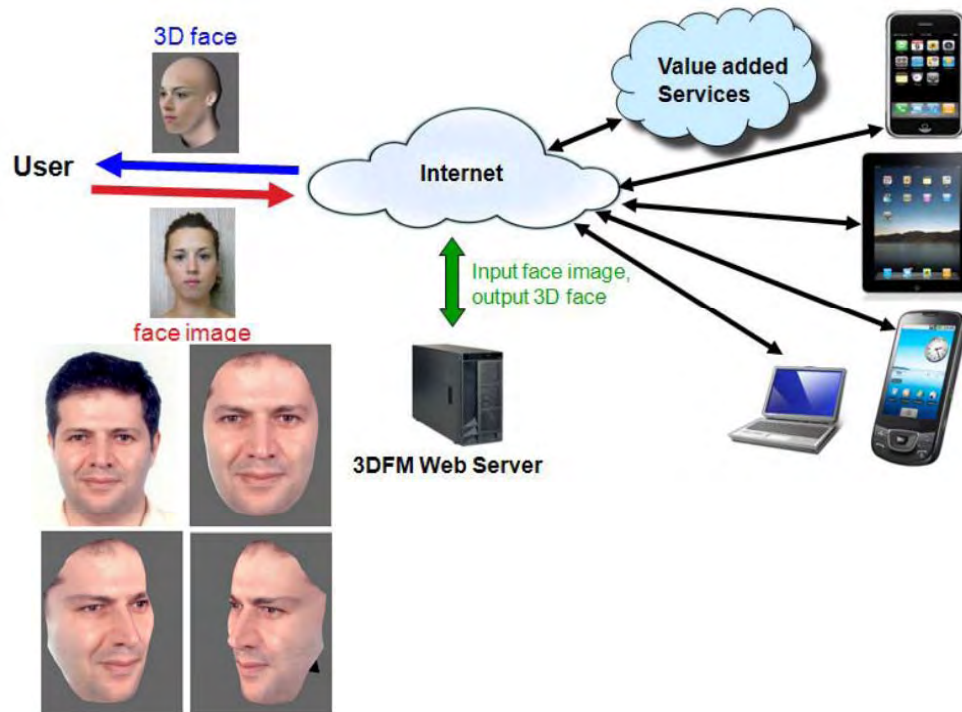 3D face
Value added
Services
User
Internet
Input face image,
output 3D face
face image
3DFM Web Server